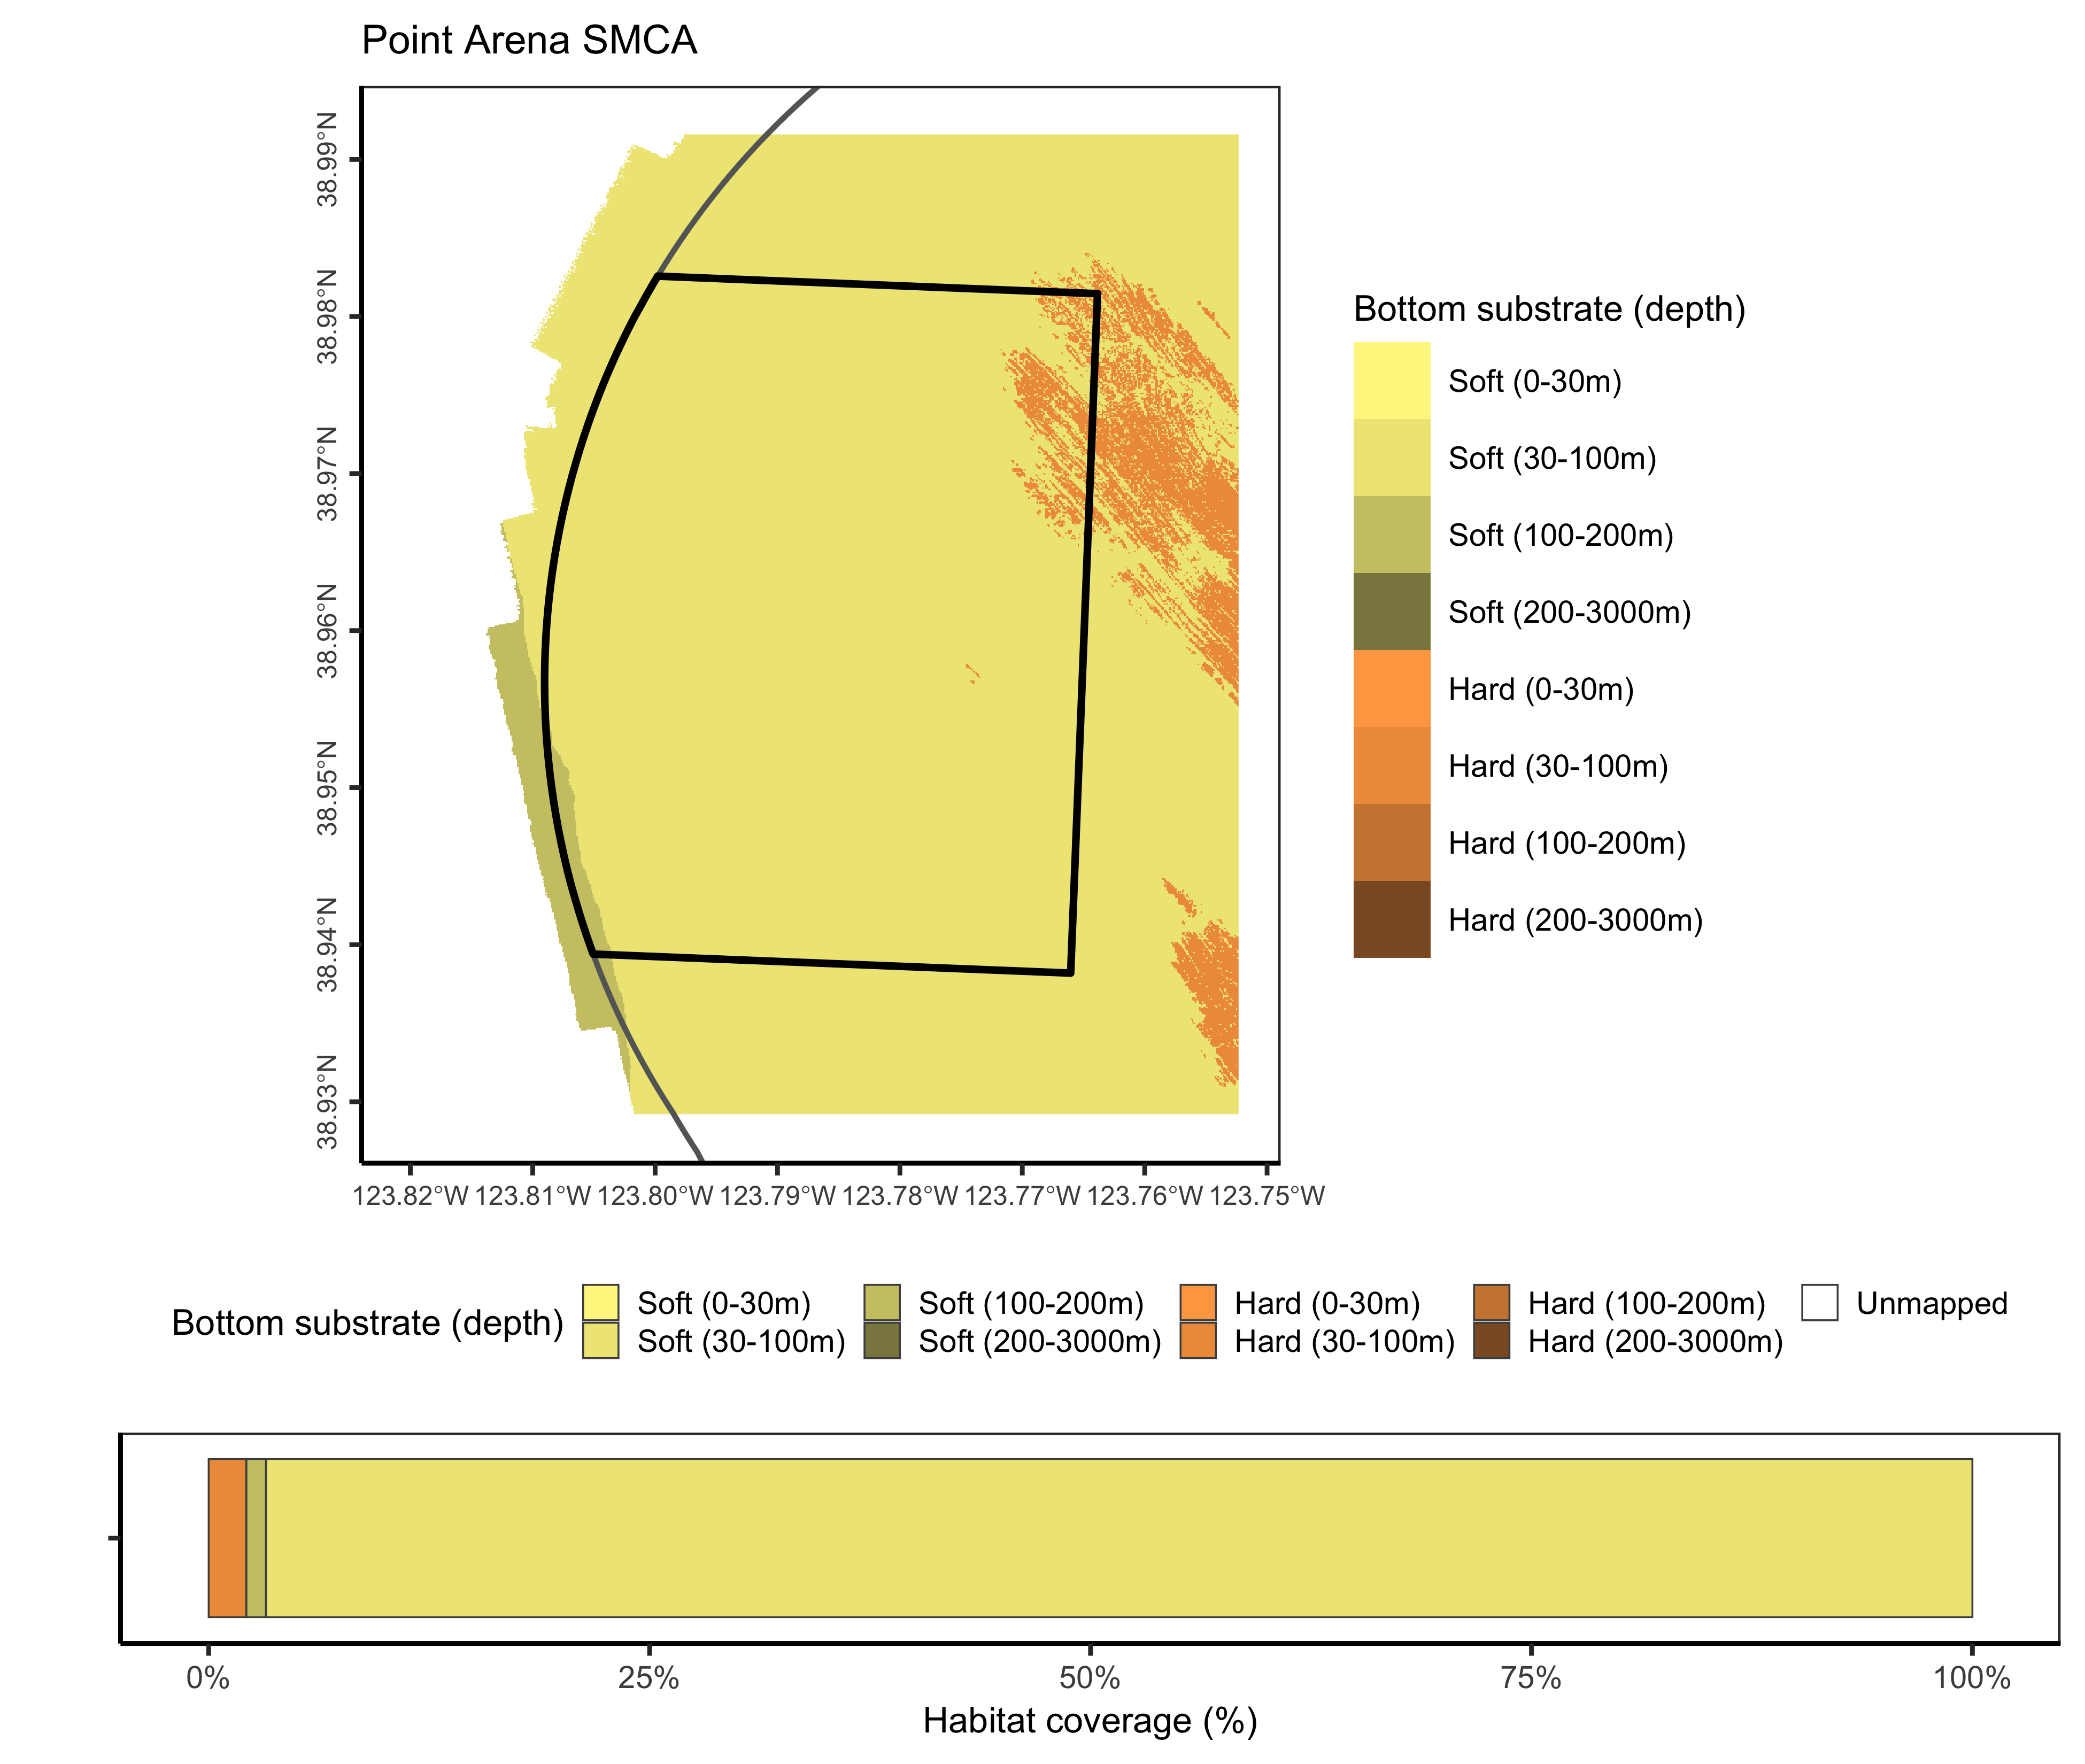 Point Arena SMCA
38.99°N
38.98°N
38.97°N
38.96°N
38.95°N
38.94°N
38.93°N
123.82°W 123.81°W 123.80°W 123.79°W 123.78°W 123.77°W 123.76°W 123.75°W
Bottom substrate (depth)
Soft (0-30m)
Soft (30-100m)
Soft (100-200m)
Soft (200-3000m)
Hard (0-30m)
Hard (30-100m)
Hard (100-200m)
Hard (200-3000m)
Bottom substrate (depth)
Soft (0-30m) Soft (100-200m) Hard (0-30m) Hard (100-200m) Unmapped
Soft (30-100m) Soft (200-3000m) Hard (30-100m) Hard (200-3000m)
0% 25% 50% 75% 100%
Habitat coverage (%)